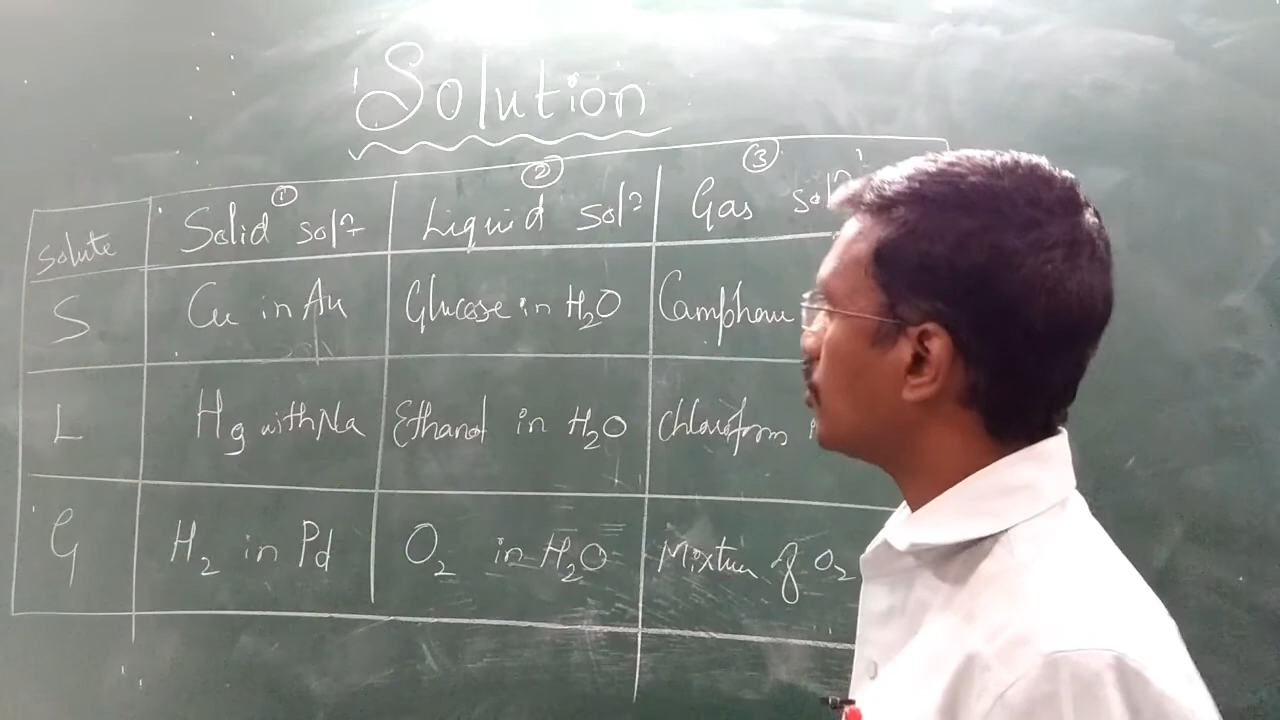 Solution
① ② ③
Solute Solid sol? Liquid sol? Gas sol?
S Cu in Au Glucose in H₂O Camphour
L Hg with Na Ethanol in H₂O Chloroform
G H₂ in Pd O₂ in H₂O Mixture of O₂